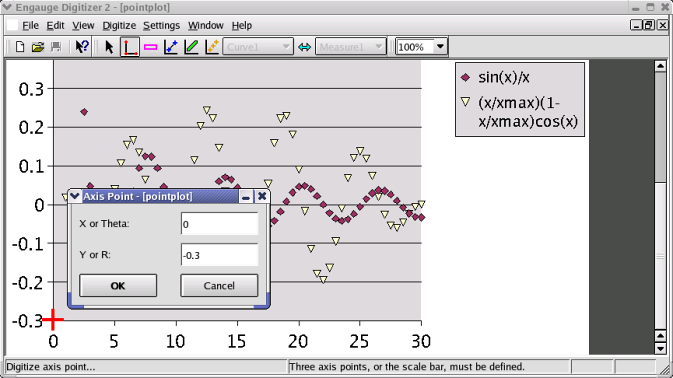 Engauge Digitizer 2 - [pointplot]
File Edit View Digitize Settings Window Help
Curve1 Measure1 100%
0.3
0.2
0.1
0
-0.1
-0.2
-0.3
0 5 10 15 20 25 30
sin(x)/x
(x/xmax)(1-
x/xmax)cos(x)
Axis Point - [pointplot]
X or Theta: 0
Y or R: -0.3
OK Cancel
Digitize axis point... Three axis points, or the scale bar, must be defined.